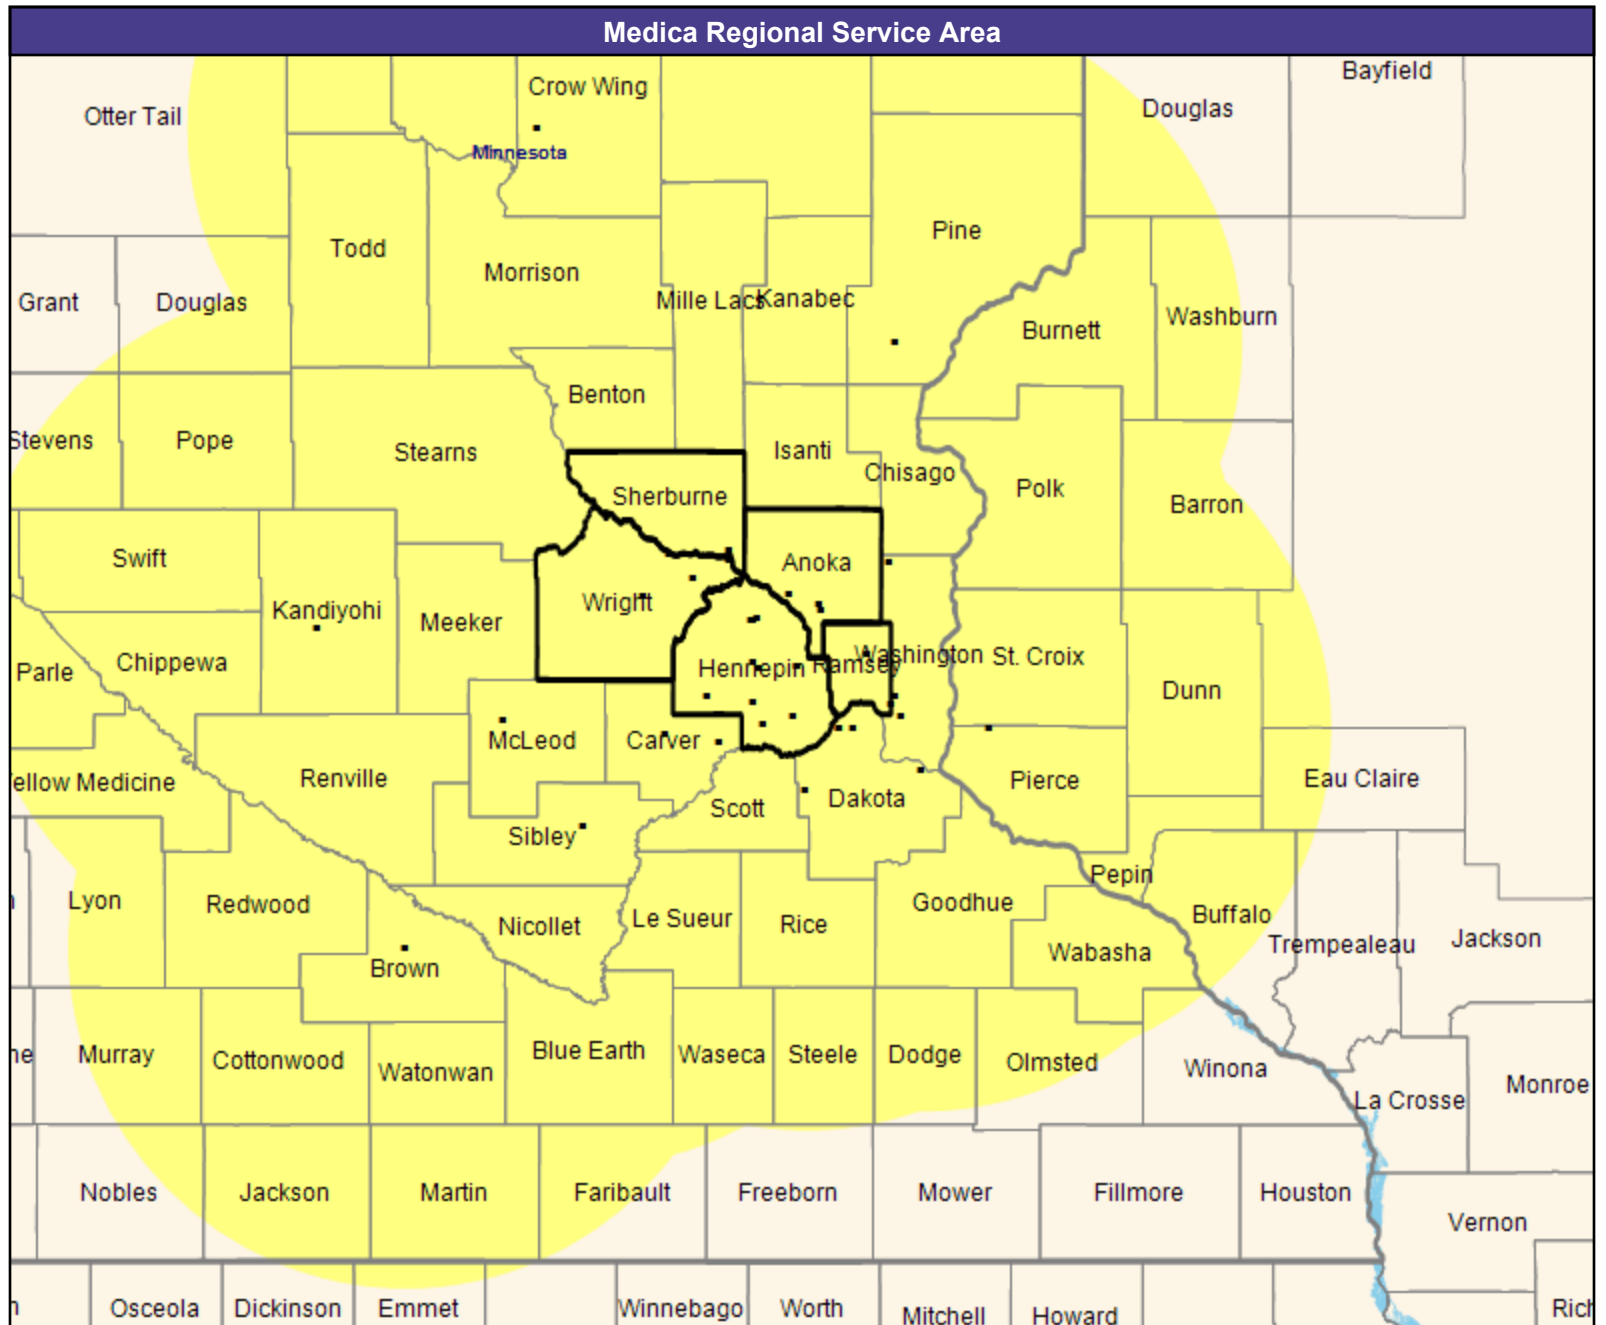 Medica Regional Service Area
Bayfield
Crow Wing
Douglas
Otter Tail
Minnesota
Pine
Todd
Morrison
Mille Lacs
Kanabec
Grant
Douglas
Washburn
Burnett
Benton
Stevens
Pope
Stearns
Isanti
Chisago
Polk
Barron
Sherburne
Swift
Anoka
Wright
Kandiyohi
Meeker
Hennepin
Ramsey
Washington
St. Croix
Parle
Chippewa
Dunn
McLeod
Carver
Renville
ellow Medicine
Scott
Dakota
Pierce
Eau Claire
Sibley
Pepin
Lyon
Redwood
Nicollet
Le Sueur
Rice
Goodhue
Buffalo
Trempealeau
Jackson
Wabasha
Brown
ne
Murray
Cottonwood
Watonwan
Blue Earth
Waseca
Steele
Dodge
Olmsted
Winona
La Crosse
Monroe
Nobles
Jackson
Martin
Faribault
Freeborn
Mower
Fillmore
Houston
Vernon
Osceola
Dickinson
Emmet
Winnebago
Worth
Mitchell
Howard
Rich